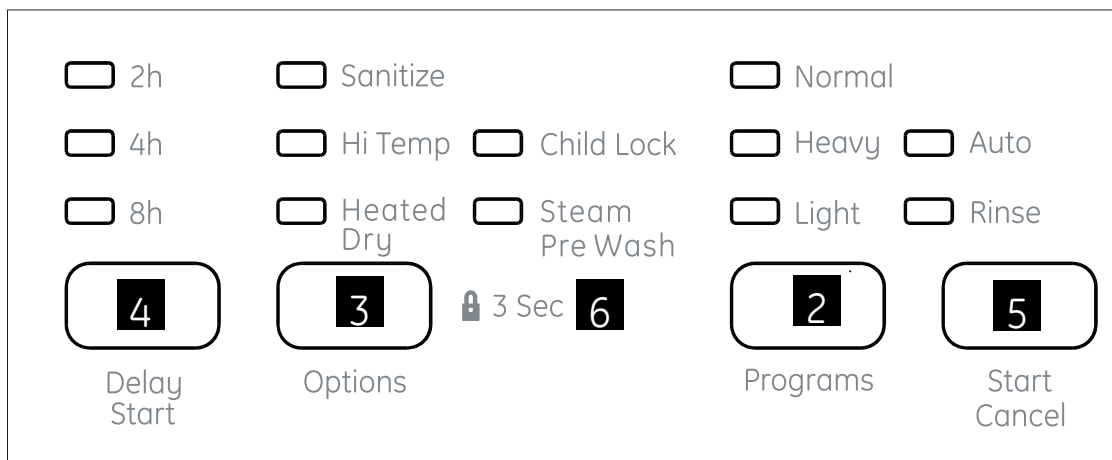 2h Sanitize Normal
4h Hi Temp Child Lock Heavy Auto
8h Heated Dry Steam Pre Wash Light Rinse
4 3 3 Sec 6 2 5
Delay Start Options Programs Start Cancel